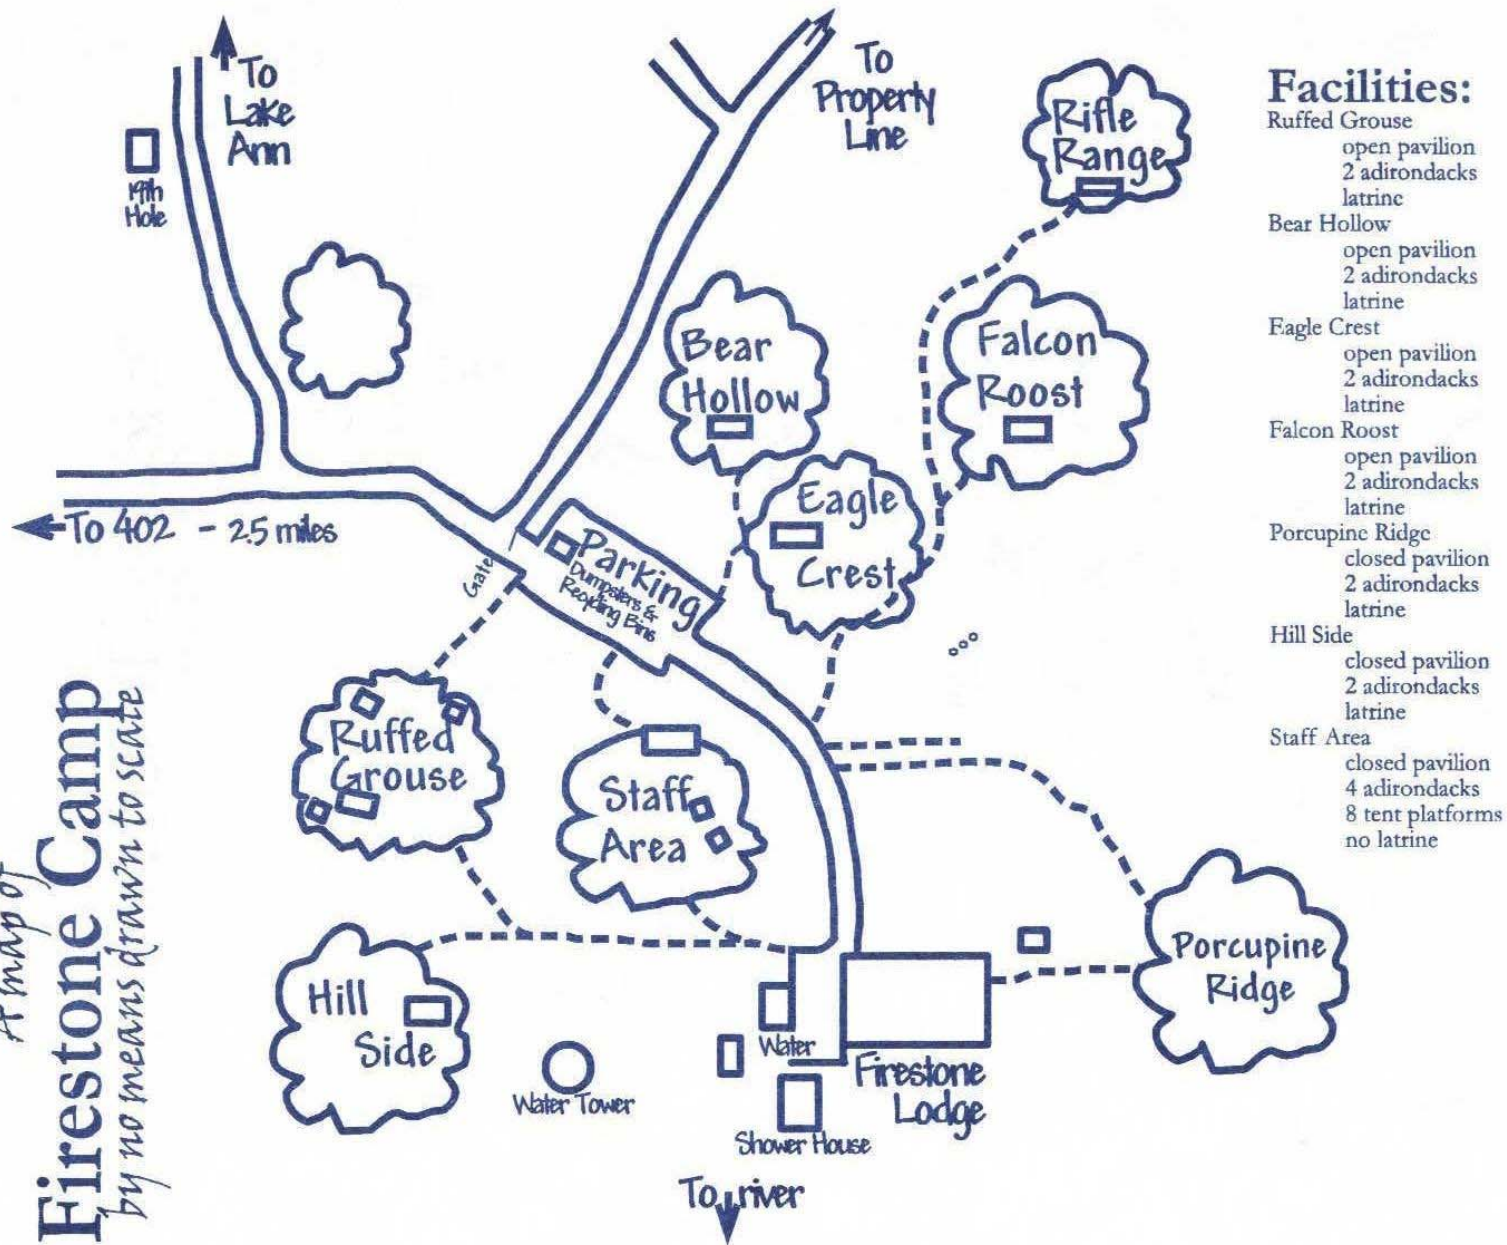 A map of
Firestone Camp
by no means drawn to scale
To
Lake
Ann
19th
Hole
To
Property
Line
Rifle
Range
Bear
Hollow
Falcon
Roost
Eagle
Crest
To 402 - 2.5 miles
Gate
Parking
Dumpsters &
Recycling Bins
Ruffed
Grouse
Staff
Area
Hill
Side
Water Tower
Water
Shower House
Firestone
Lodge
Porcupine
Ridge
To river
Facilities:
Ruffed Grouse
open pavilion
2 adirondacks
latrine
Bear Hollow
open pavilion
2 adirondacks
latrine
Eagle Crest
open pavilion
2 adirondacks
latrine
Falcon Roost
open pavilion
2 adirondacks
latrine
Porcupine Ridge
closed pavilion
2 adirondacks
latrine
Hill Side
closed pavilion
2 adirondacks
latrine
Staff Area
closed pavilion
4 adirondacks
8 tent platforms
no latrine